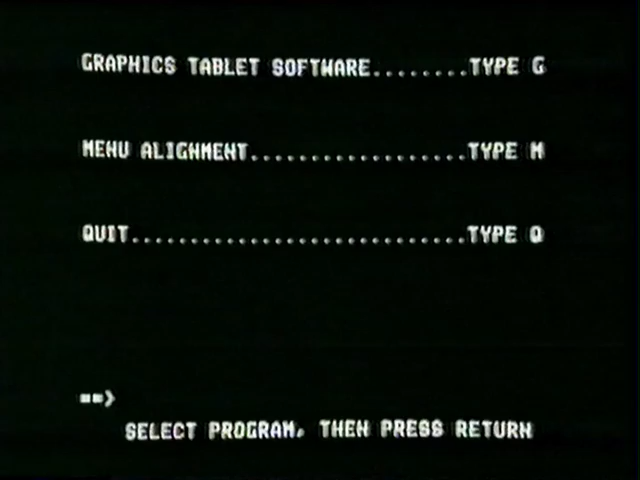 GRAPHICS TABLET SOFTWARE........TYPE G
MENU ALIGNMENT..................TYPE M
QUIT............................TYPE Q
==>
SELECT PROGRAM, THEN PRESS RETURN